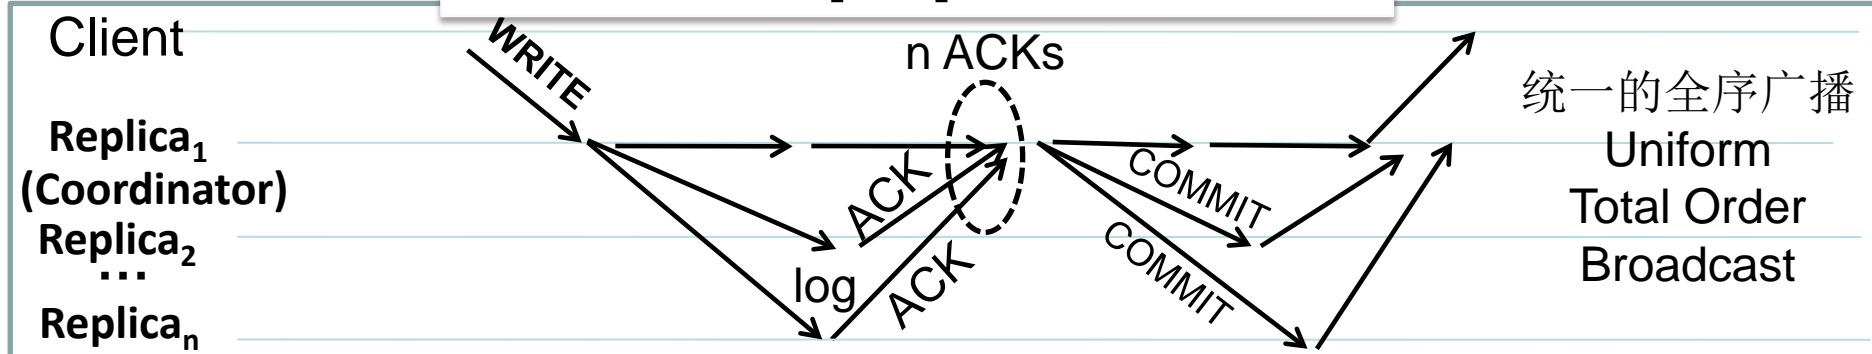 Client
WRITE
n ACKs
统一的全序广播
Uniform
Total Order
Broadcast
Replica1
(Coordinator)
Replica2
...
Replican
ACK
log
ACK
COMMIT
COMMIT